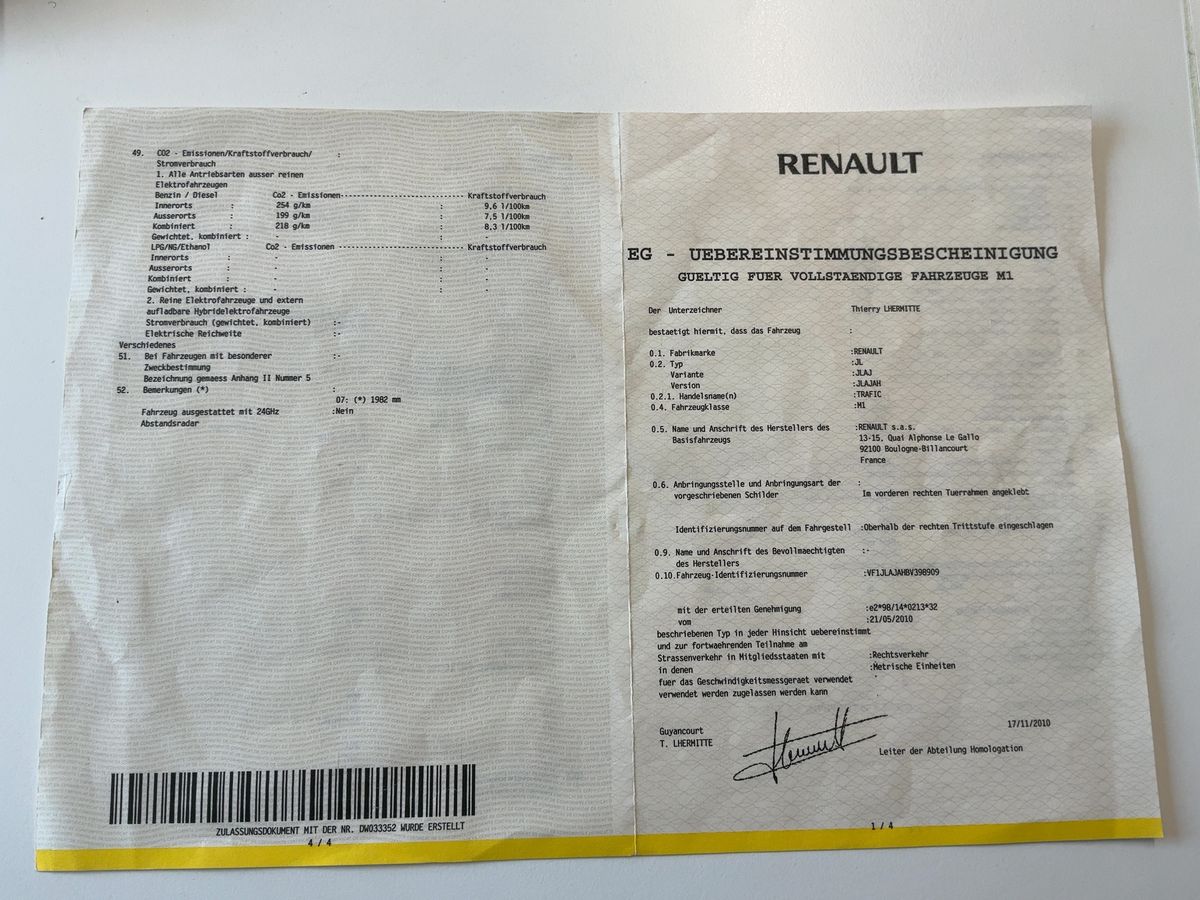 49. CO2 - Emissionen/Kraftstoffverbrauch/ :
Stromverbrauch
1. Alle Antriebsarten ausser reinen
Elektrofahrzeugen
Benzin / Diesel Co2 - Emissionen------------------------- Kraftstoffverbrauch
Innerorts : 254 g/km : 9,6 l/100km
Ausserorts : 199 g/km : 7,5 l/100km
Kombiniert : 218 g/km : 8,3 l/100km
Gewichtet, kombiniert : - : -
LPG/NG/Ethanol Co2 - Emissionen ------------------------- Kraftstoffverbrauch
Innerorts : - : -
Ausserorts : - : -
Kombiniert : - : -
Gewichtet, kombiniert : - : -
2. Reine Elektrofahrzeuge und extern
aufladbare Hybridelektrofahrzeuge
Stromverbrauch (gewichtet, kombiniert) :-
Elektrische Reichweite :-
Verschiedenes
51. Bei Fahrzeugen mit besonderer :-
Zweckbestimmung
Bezeichnung gemaess Anhang II Nummer 5
52. Bemerkungen (*) :
07: (*) 1982 mm
Fahrzeug ausgestattet mit 24GHz :Nein
Abstandsradar
ZULASSUNGSDOKUMENT MIT DER NR. DW033352 WURDE ERSTELLT
4 / 4
RENAULT
EG - UEBEREINSTIMMUNGSBESCHEINIGUNG
GUELTIG FUER VOLLSTAENDIGE FAHRZEUGE M1
Der Unterzeichner Thierry LHERMITTE
bestaetigt hiermit, dass das Fahrzeug :
0.1. Fabrikmarke :RENAULT
0.2. Typ :JL
Variante :JLAJ
Version :JLAJAH
0.2.1. Handelsname(n) :TRAFIC
0.4. Fahrzeugklasse :M1
0.5. Name und Anschrift des Herstellers des :RENAULT s.a.s.
Basisfahrzeugs 13-15, Quai Alphonse Le Gallo
92100 Boulogne-Billancourt
France
0.6. Anbringungsstelle und Anbringungsart der :
vorgeschriebenen Schilder Im vorderen rechten Tuerrahmen angeklebt
Identifizierungsnummer auf dem Fahrgestell :Oberhalb der rechten Trittstufe eingeschlagen
0.9. Name und Anschrift des Bevollmaechtigten :-
des Herstellers
0.10.Fahrzeug-Identifizierungsnummer :VF1JLAJAHBV398909
mit der erteilten Genehmigung :e2*98/14*0213*32
vom :21/05/2010
beschriebenen Typ in jeder Hinsicht uebereinstimmt
und zur fortwaehrenden Teilnahme am
Strassenverkehr in Mitgliedsstaaten mit :Rechtsverkehr
in denen :Metrische Einheiten
fuer das Geschwindigkeitsmessgeraet verwendet
verwendet werden zugelassen werden kann
Guyancourt 17/11/2010
T. LHERMITTE Leiter der Abteilung Homologation
1 / 4